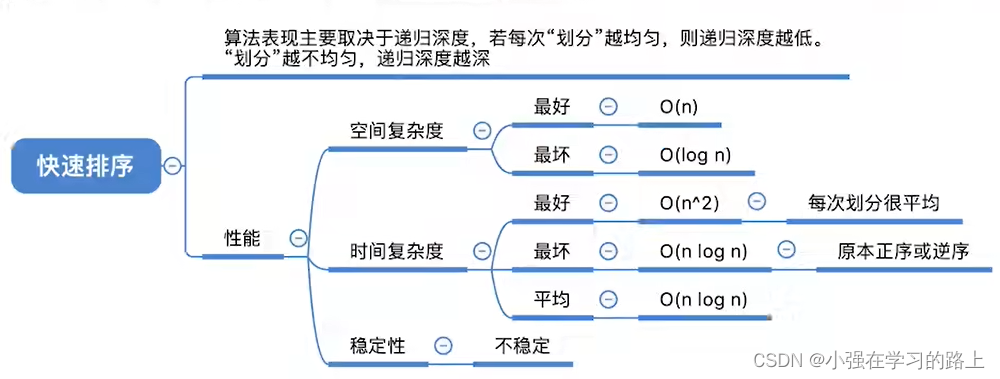 算法表现主要取决于递归深度，若每次“划分”越均匀，则递归深度越低。
“划分”越不均匀，递归深度越深
快速排序
性能
空间复杂度
最好
O(n)
最坏
O(log n)
时间复杂度
最好
O(n^2)
每次划分很平均
最坏
O(n log n)
原本正序或逆序
平均
O(n log n)
稳定性
不稳定
CSDN @小强在学习的路上